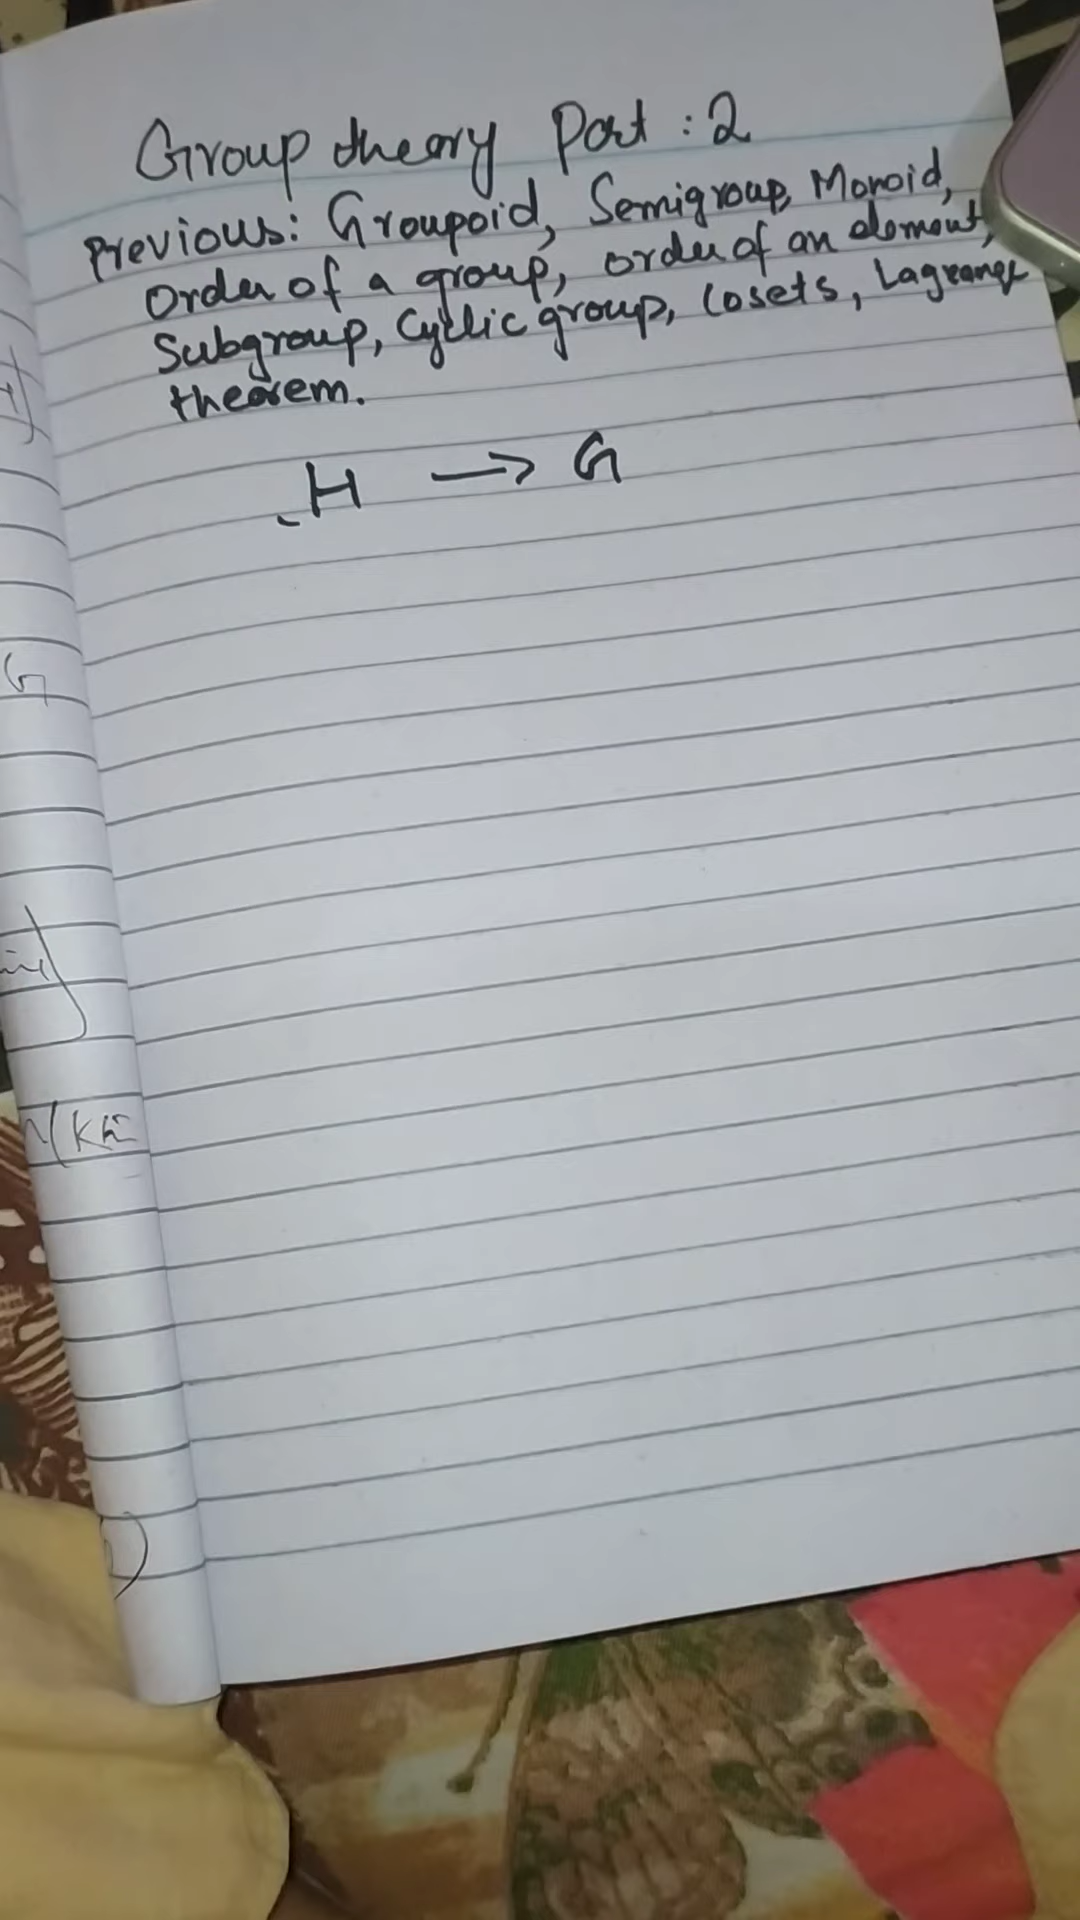 Group theory Part : 2
Previous: Groupoid, Semigroup, Monoid,
Order of a group, order of an element,
Subgroup, Cyclic group, Cosets, Lagrange
theorem.
H → G
G